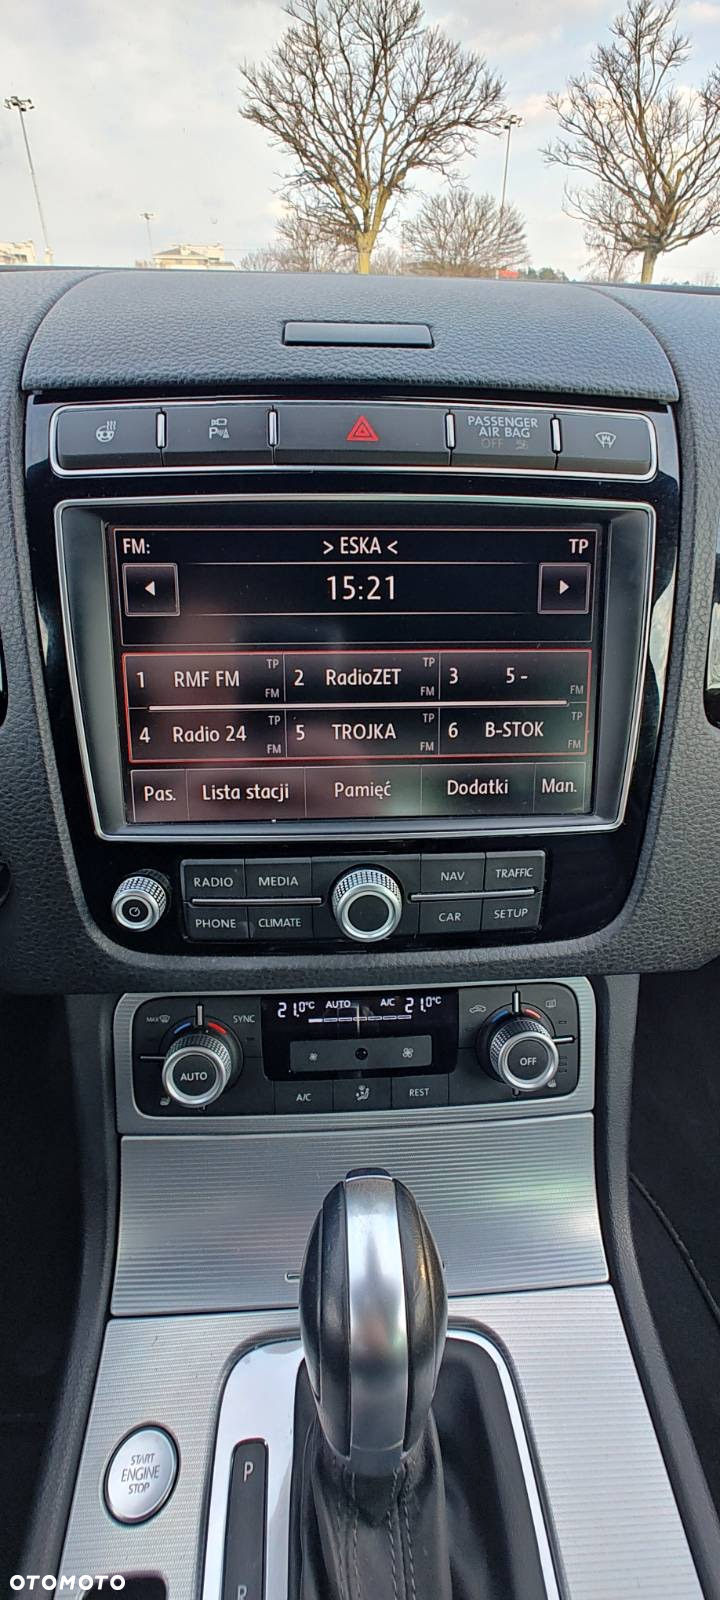 PASSENGER
AIR BAG
OFF
FM: > ESKA < TP
15:21
1 RMF FM TP FM 2 RadioZET TP FM 3 5 - FM
4 Radio 24 TP FM 5 TROJKA TP FM 6 B-STOK TP FM
Pas. Lista stacji Pamięć Dodatki Man.
RADIO MEDIA NAV TRAFFIC
PHONE CLIMATE CAR SETUP
21.0°C AUTO A/C 21.0°C
MAX SYNC
AUTO OFF
A/C REST
START
ENGINE
STOP
P
R
OTOMOTO